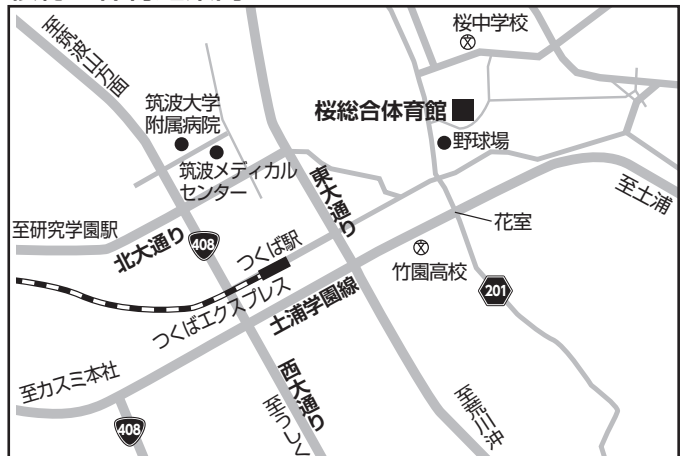 桜中学校
至筑波山方面
筑波大学
附属病院
桜総合体育館
野球場
筑波メディカル
センター
東大通り
至土浦
花室
至研究学園駅
北大通り
408
つくば駅
竹園高校
201
つくばエクスプレス
土浦学園線
至カスミ本社
西大通り
至うしく
至荒川沖
408